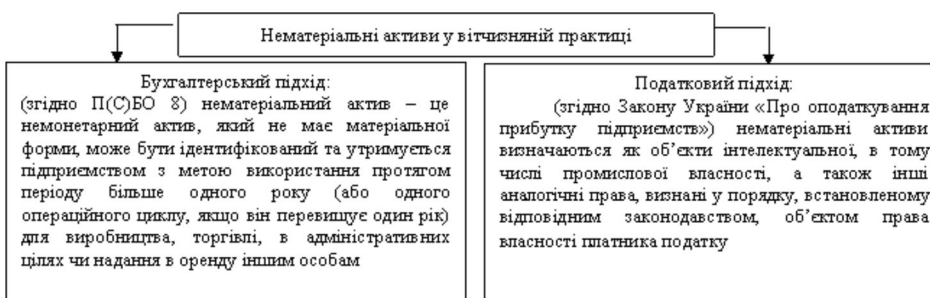 Нематеріальні активи у вітчизняній практиці
Бухгалтерський підхід:
(згідно П(С)БО 8) нематеріальний актив – це
немонетарний актив, який не має матеріальної
форми, може бути ідентифікований та утримується
підприємством з метою використання протягом
періоду більше одного року (або одного
операційного циклу, якщо він перевищує один рік)
для виробництва, торгівлі, в адміністративних
цілях чи надання в оренду іншим особам
Податковий підхід:
(згідно Закону України «Про оподаткування
прибутку підприємств») нематеріальні активи
визначаються як об’єкти інтелектуальної, в тому
числі промислової власності, а також інші
аналогічні права, визнані у порядку, встановленому
відповідним законодавством, об’єктом права
власності платника податку